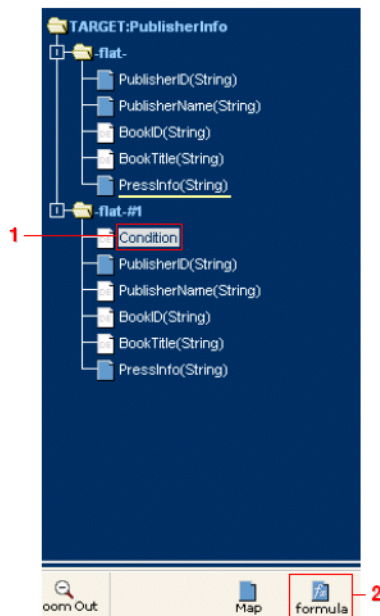 TARGET:PublisherInfo
-flat-
PublisherID(String)
PublisherName(String)
BookID(String)
BookTitle(String)
PressInfo(String)
-flat-#1
1
Condition
PublisherID(String)
PublisherName(String)
BookID(String)
BookTitle(String)
PressInfo(String)
oom Out
Map
formula
2